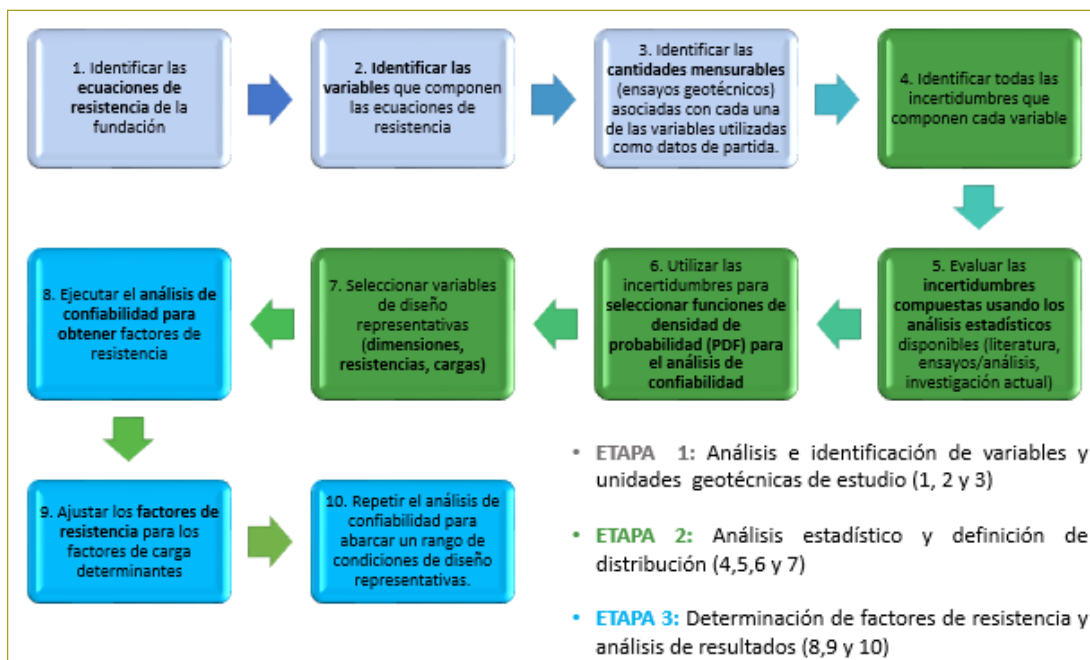 1. Identificar las
ecuaciones de
resistencia de la
fundación
2. Identificar las
variables que componen
las ecuaciones de
resistencia
3. Identificar las
cantidades mensurables
(ensayos geotécnicos)
asociadas con cada una
de las variables utilizadas
como datos de partida.
4. Identificar todas las
incertidumbres que
componen cada variable
5. Evaluar las
incertidumbres
compuestas usando los
análisis estadísticos
disponibles (literatura,
ensayos/análisis,
investigación actual)
6. Utilizar las
incertidumbres para
seleccionar funciones de
densidad de
probabilidad (PDF) para
el análisis de
confiabilidad
7. Seleccionar variables
de diseño
representativas
(dimensiones,
resistencias, cargas)
8. Ejecutar el análisis de
confiabilidad para
obtener factores de
resistencia
9. Ajustar los factores de
resistencia para los
factores de carga
determinantes
10. Repetir el análisis de
confiabilidad para
abarcar un rango de
condiciones de diseño
representativas.
• ETAPA 1: Análisis e identificación de variables y
unidades geotécnicas de estudio (1, 2 y 3)
• ETAPA 2: Análisis estadístico y definición de
distribución (4,5,6 y 7)
• ETAPA 3: Determinación de factores de resistencia y
análisis de resultados (8,9 y 10)